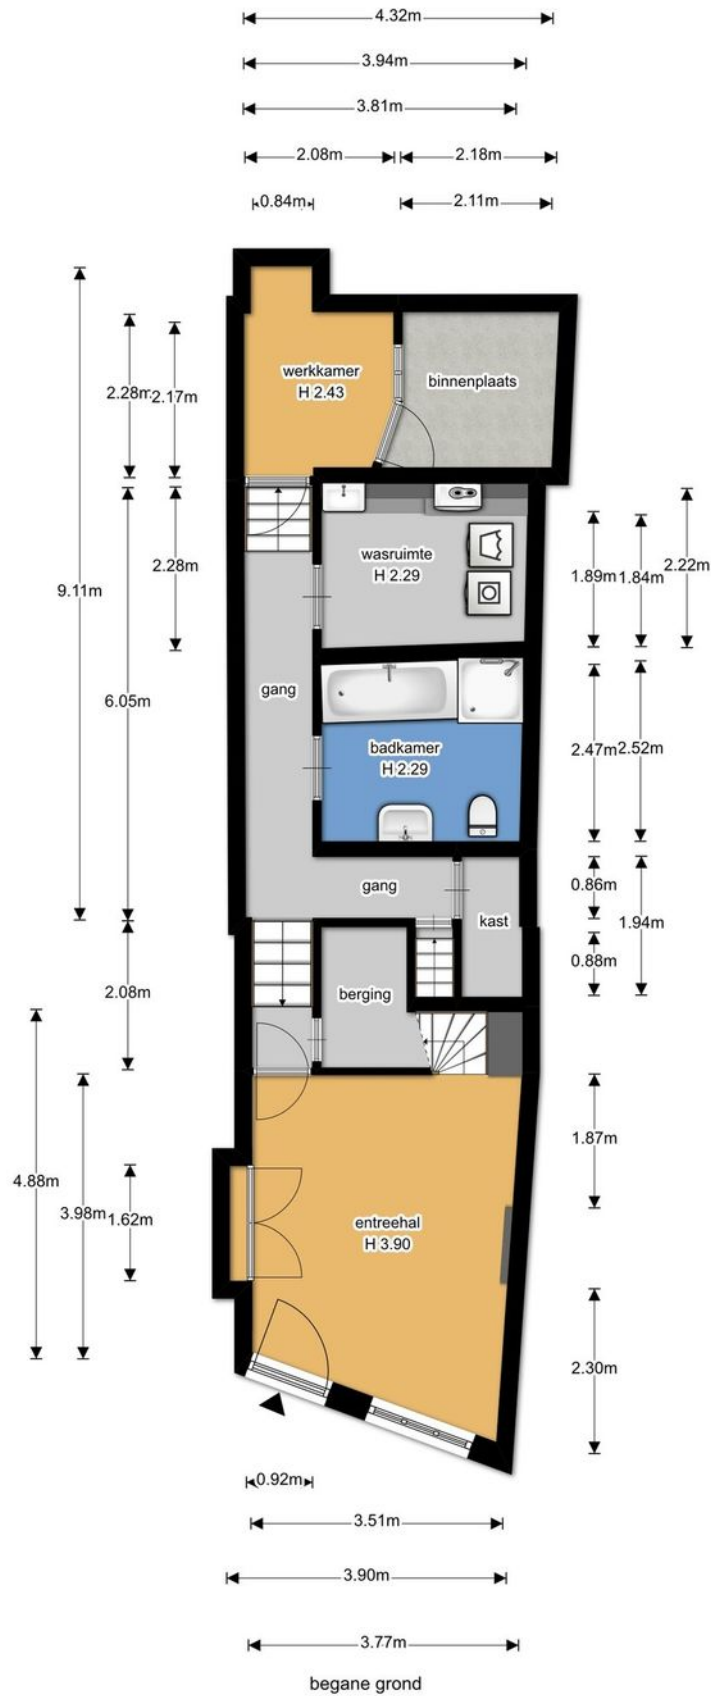 4.32m
3.94m
3.81m
2.08m
2.18m
0.84m
2.11m
werkkamer
H 2.43
binnenplaats
2.28m
2.17m
wasruimte
H 2.29
2.28m
9.11m
1.89m
1.84m
2.22m
gang
6.05m
badkamer
H 2.29
2.47m
2.52m
gang
0.86m
kast
1.94m
0.88m
berging
2.08m
1.87m
4.88m
3.98m
1.62m
entreehal
H 3.90
2.30m
0.92m
3.51m
3.90m
3.77m
begane grond